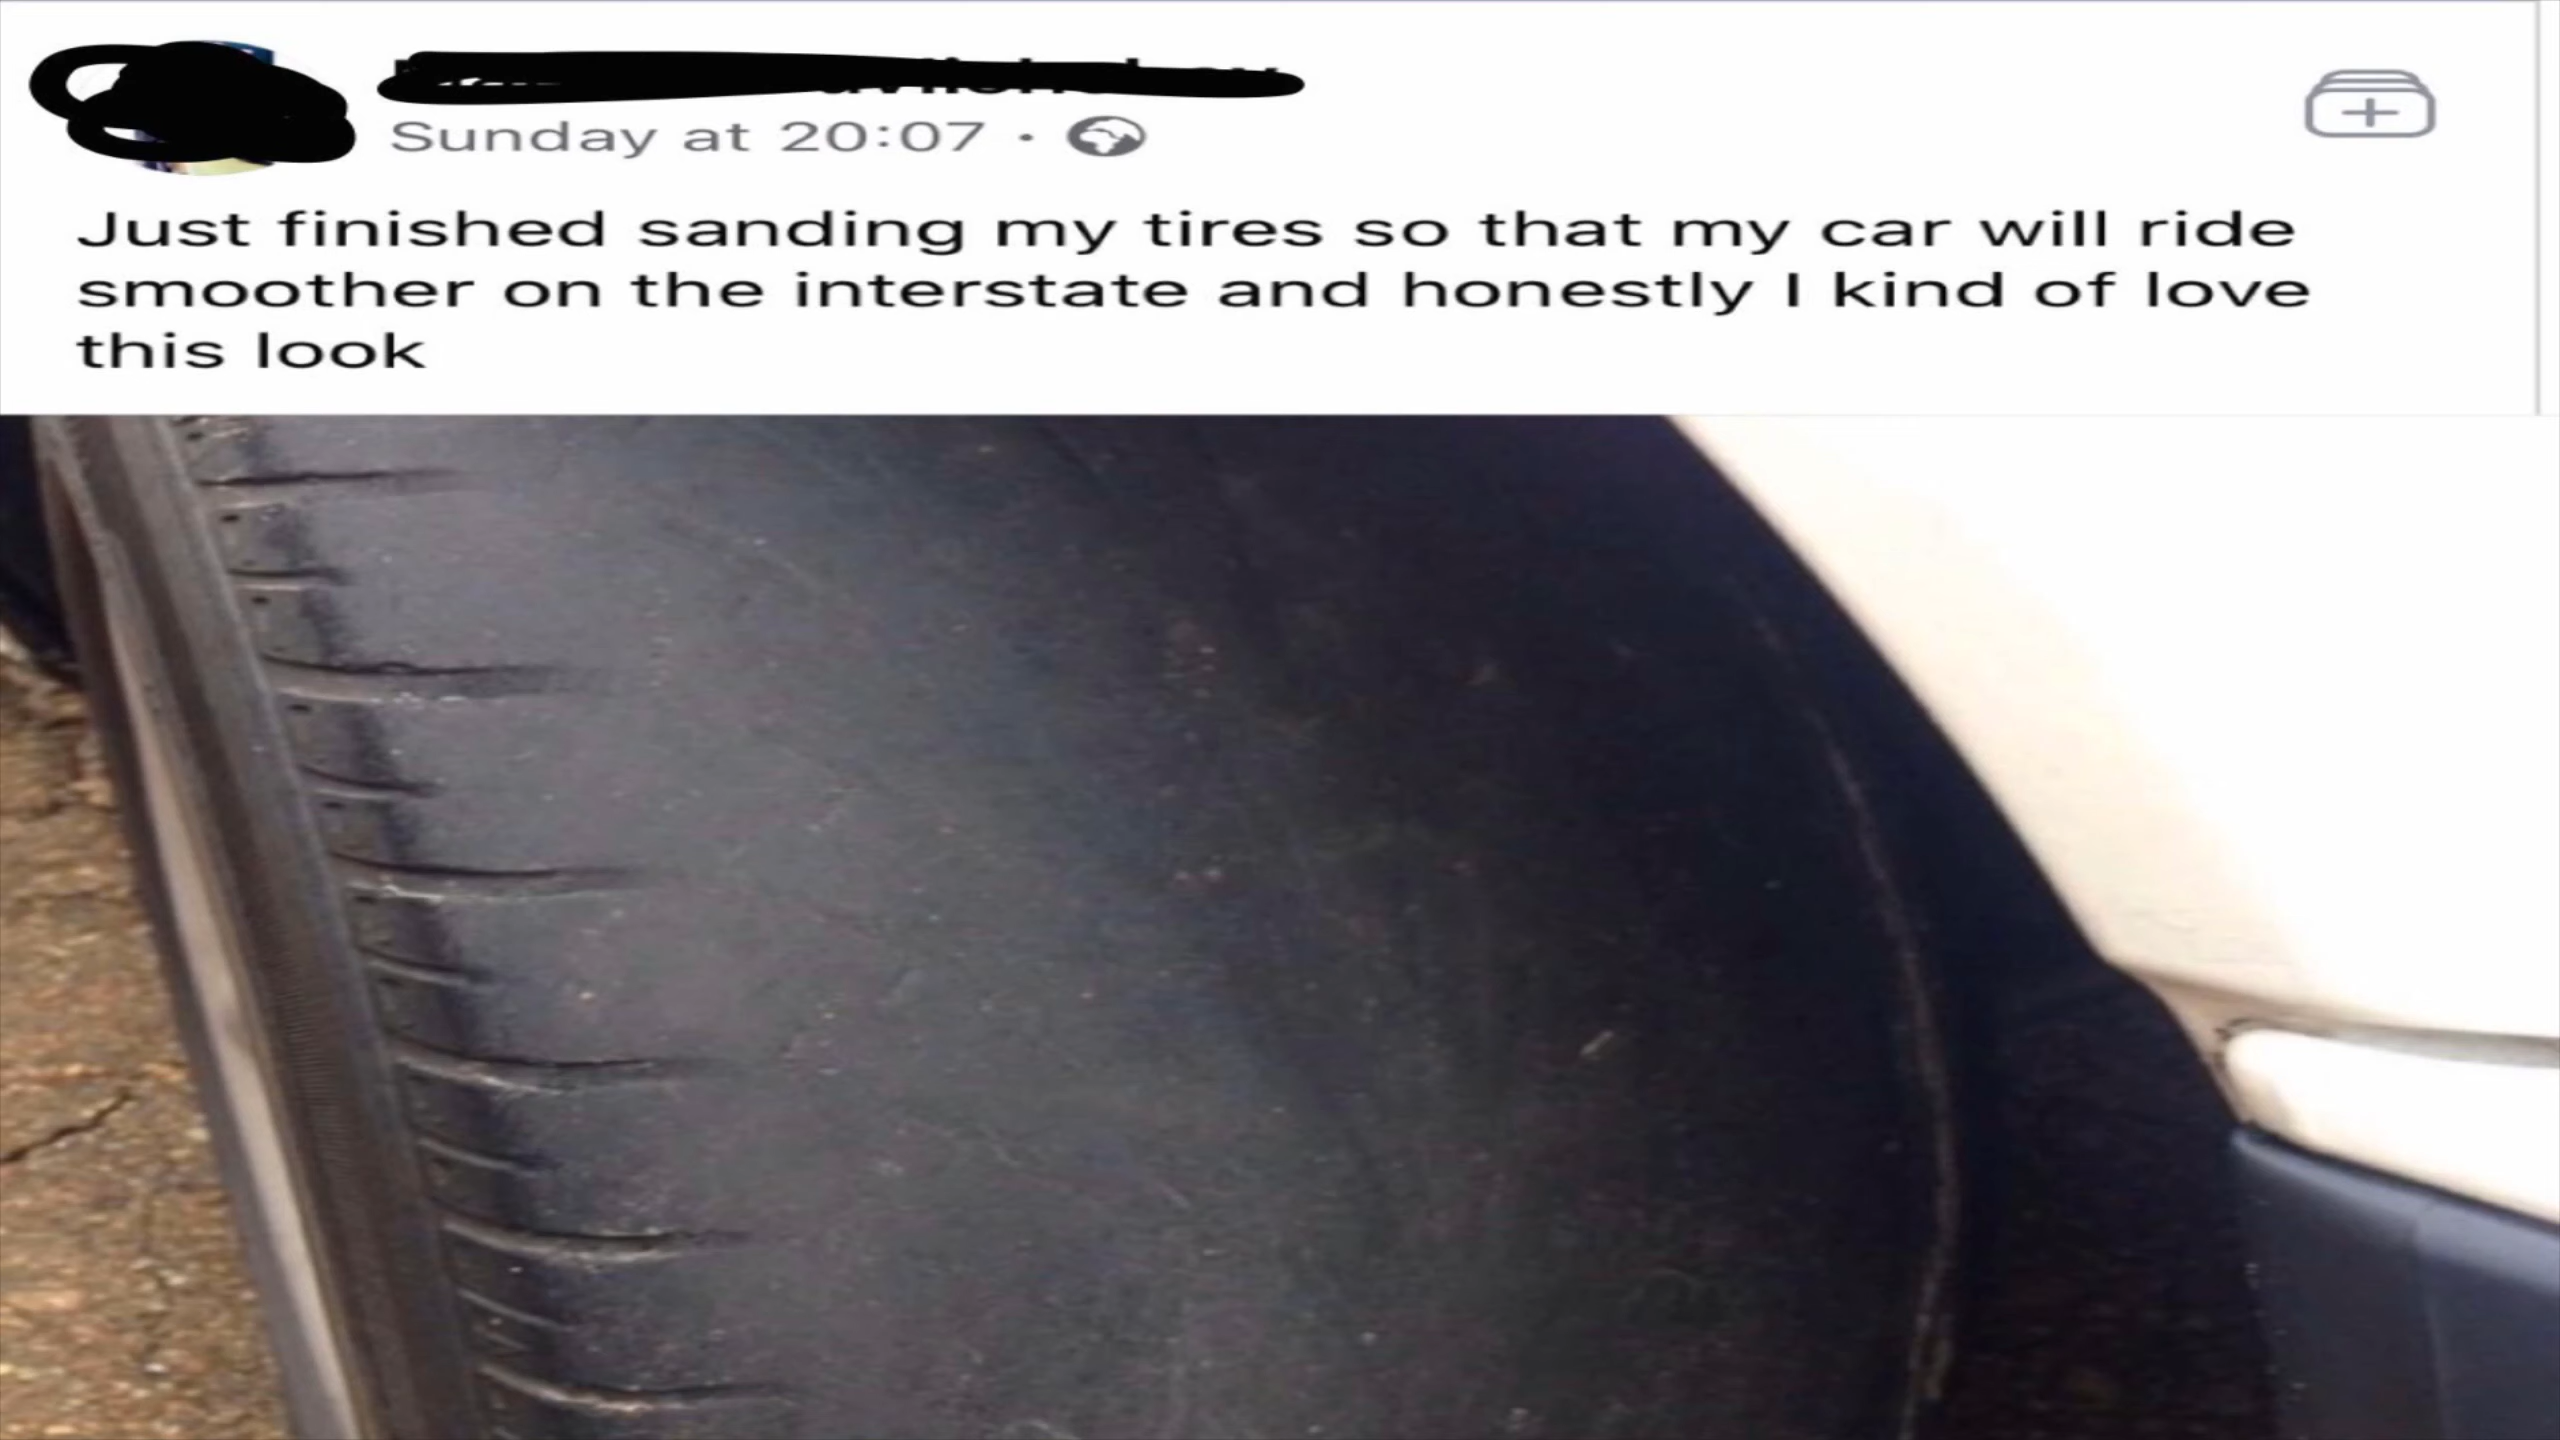 Sunday at 20:07 ·
Just finished sanding my tires so that my car will ride
smoother on the interstate and honestly I kind of love
this look